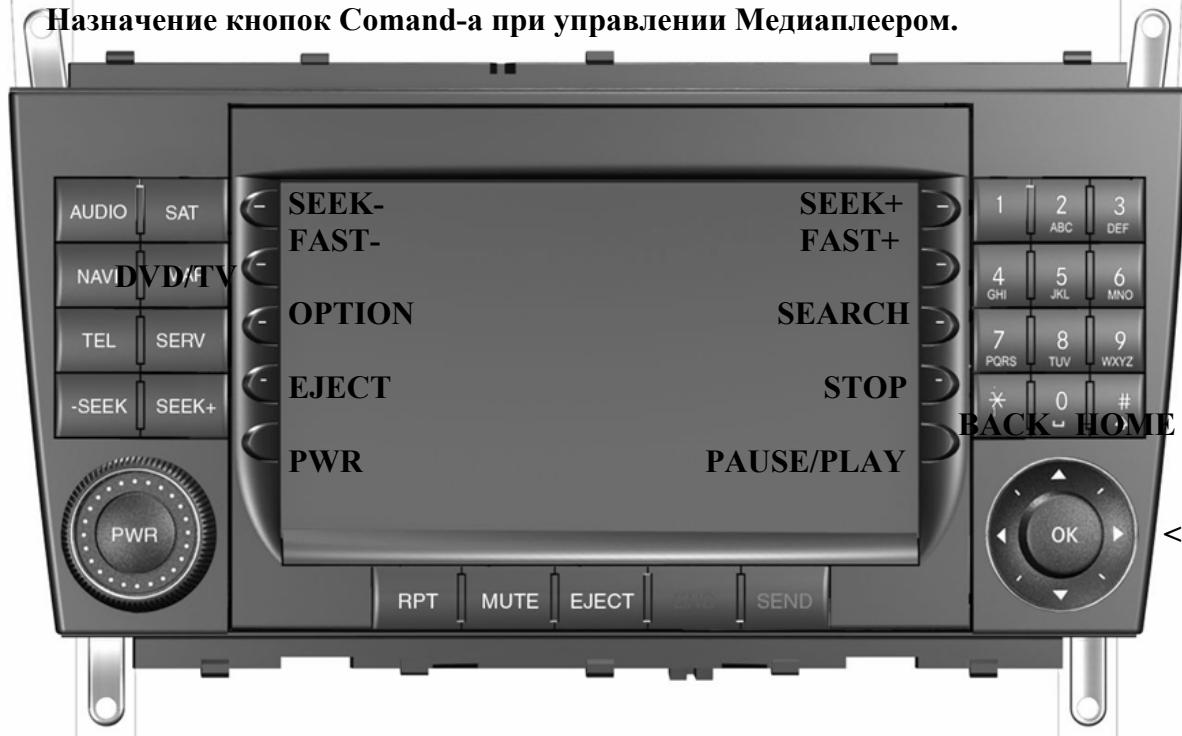 Назначение кнопок Comand-а при управлении Медиаплеером.
AUDIO SAT SEEK- SEEK+ 1 2 ABC 3 DEF
FAST- FAST+
NAVI DVD/TV 4 GHI 5 JKL 6 MNO
OPTION SEARCH
TEL SERV 7 PQRS 8 TUV 9 WXYZ
EJECT STOP
-SEEK SEEK+ * 0 #
BACK HOME
PWR PAUSE/PLAY
PWR OK <
RPT MUTE EJECT SEND